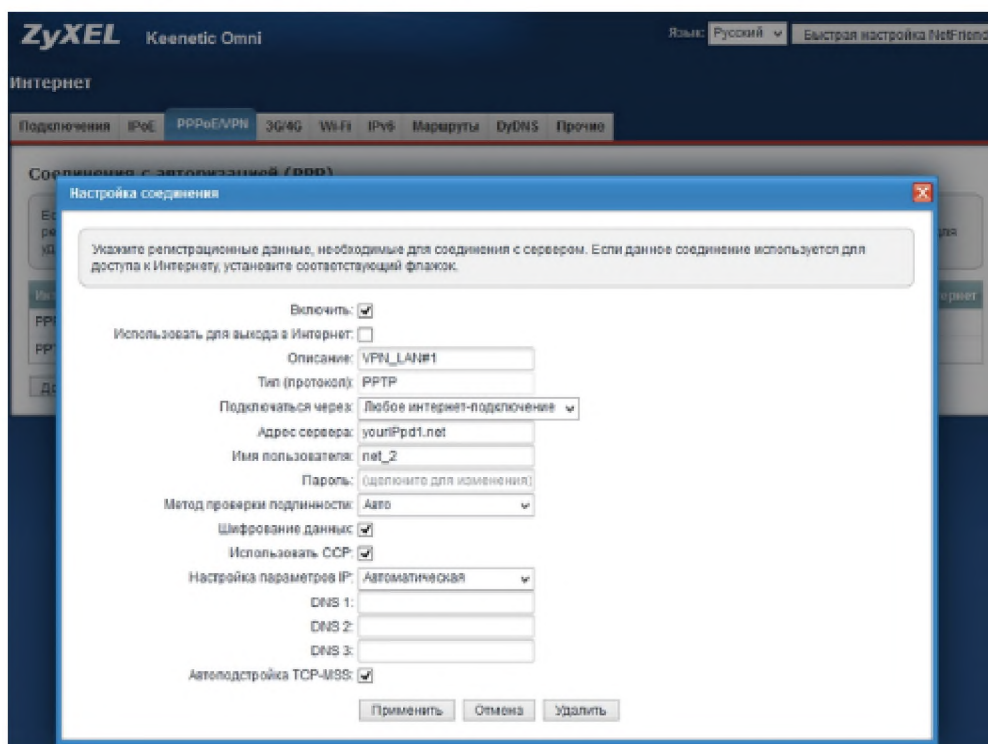 ZyXEL Keenetic Omni
Язык: Русский
Быстрая настройка NetFriend
Интернет
Подключения IPoE PPPoE/VPN 3G/4G Wi-Fi IPv6 Маршруты DyDNS Прочие
Соединения с авторизацией (PPP)
Настройка соединения
Укажите регистрационные данные, необходимые для соединения с сервером. Если данное соединение используется для
доступа к Интернету, установите соответствующий флажок.
Включить:
Использовать для выхода в Интернет:
Описание: VPN_LAN#1
Тип (протокол): PPTP
Подключаться через: Любое интернет-подключение
Адрес сервера: yourIPpd1.net
Имя пользователя: net_2
Пароль: (щелкните для изменения)
Метод проверки подлинности: Авто
Шифрование данных:
Использовать CCP:
Настройка параметров IP: Автоматическая
DNS 1:
DNS 2:
DNS 3:
Автоподстройка TCP-MSS:
Применить Отмена Удалить